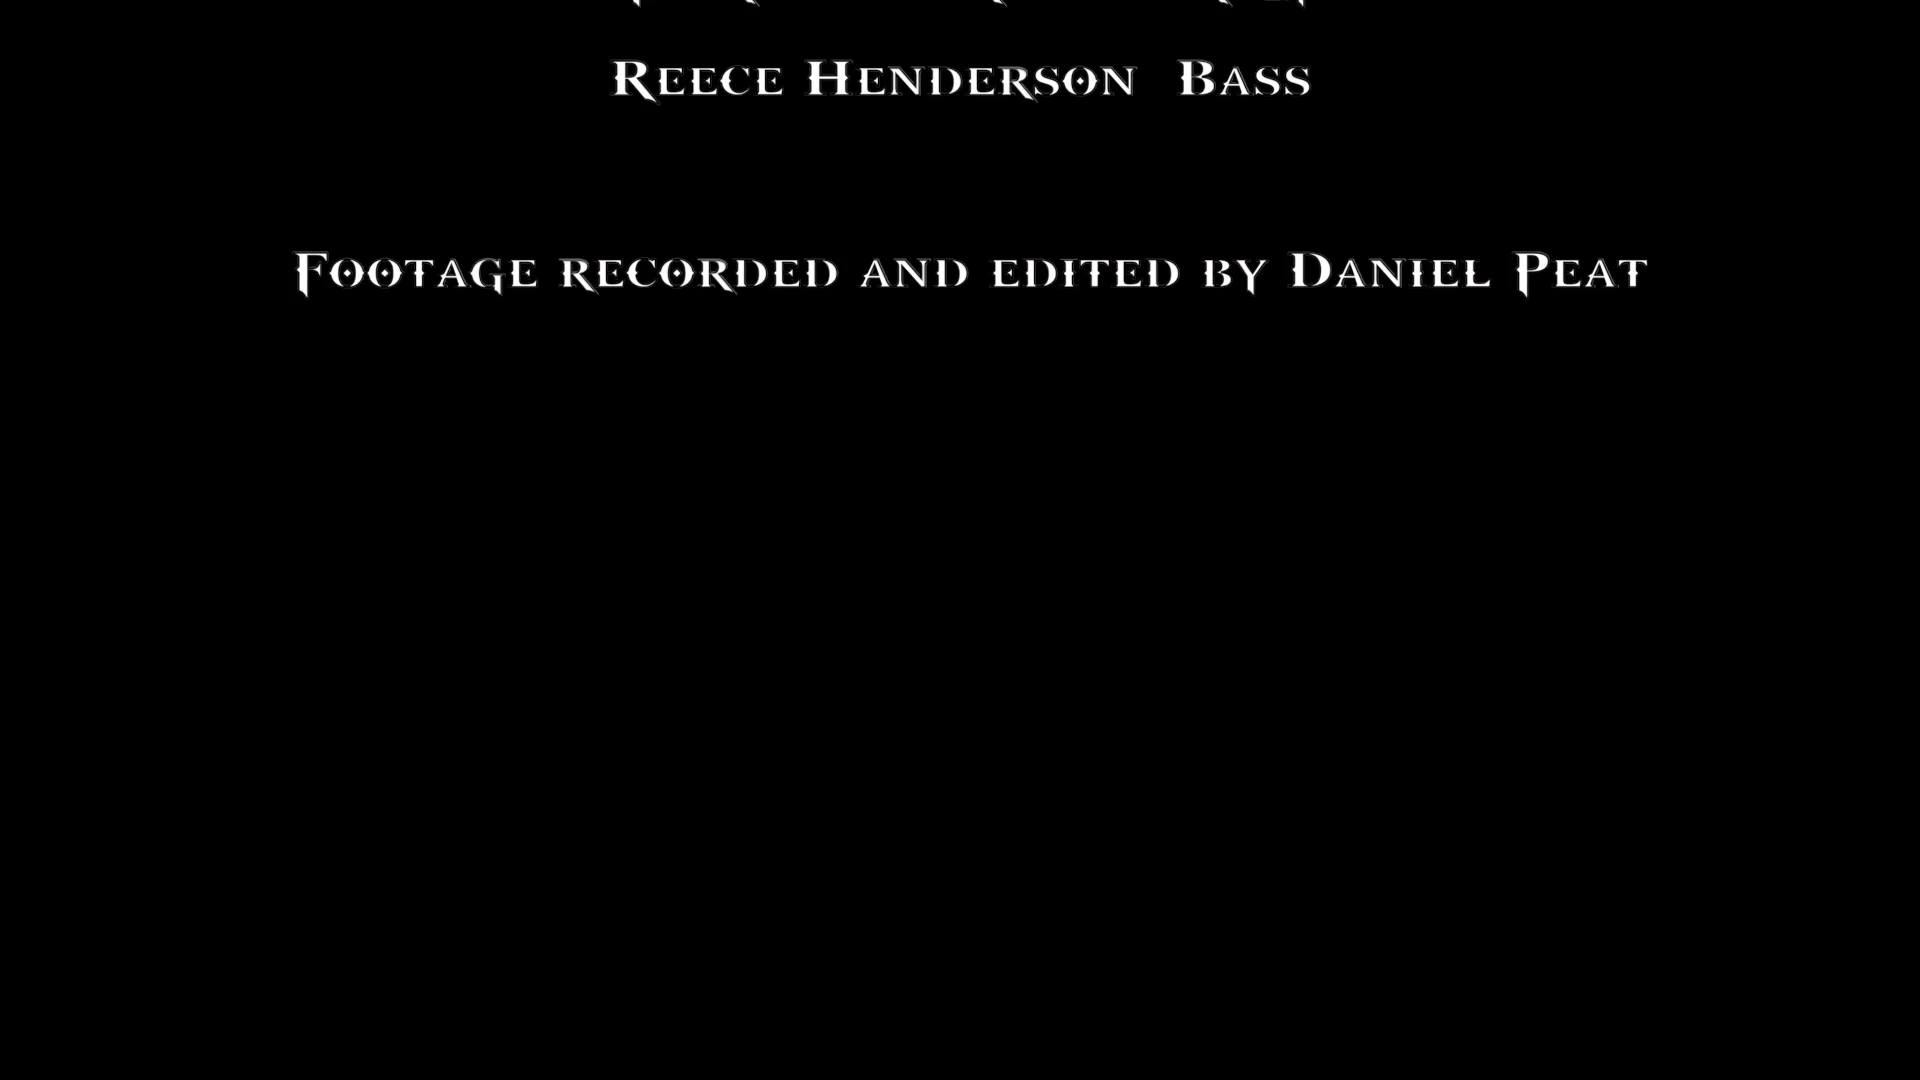 Reece Henderson  Bass
Footage recorded and edited by Daniel Peat